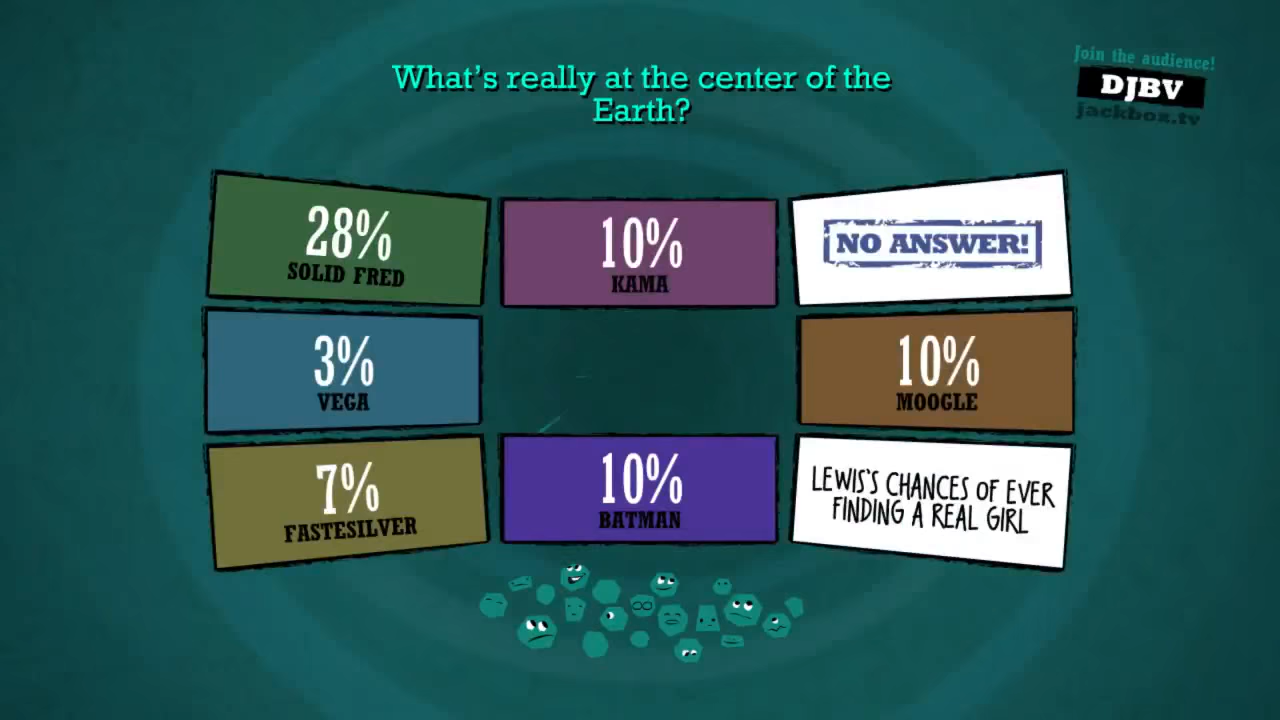 Join the audience!
DJBV
jackbox.tv
What's really at the center of the
Earth?
28%
SOLID FRED
10%
KAMA
NO ANSWER!
3%
VEGA
10%
MOOGLE
7%
FASTESILVER
10%
BATMAN
LEWIS'S CHANCES OF EVER
FINDING A REAL GIRL